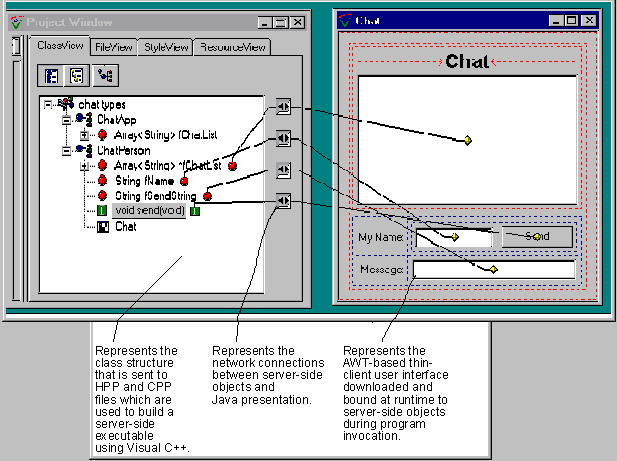 Project Window
ClassView
FileView
StyleView
ResourceView
chattypes
ChatApp
Array<String> fChatList
ChatPerson
Array<String> *fChatList
String fName
String fSendString
void send(void)
Chat
Chat
Chat
My Name:
Send
Message:
Represents the
class structure
that is sent to
HPP and CPP
files which are
used to build a
server-side
executable
using Visual C++.
Represents the
network connections
between server-side
objects and
Java presentation.
Represents the
AWT-based thin-
client user interface
downloaded and
bound at runtime to
server-side objects
during program
invocation.